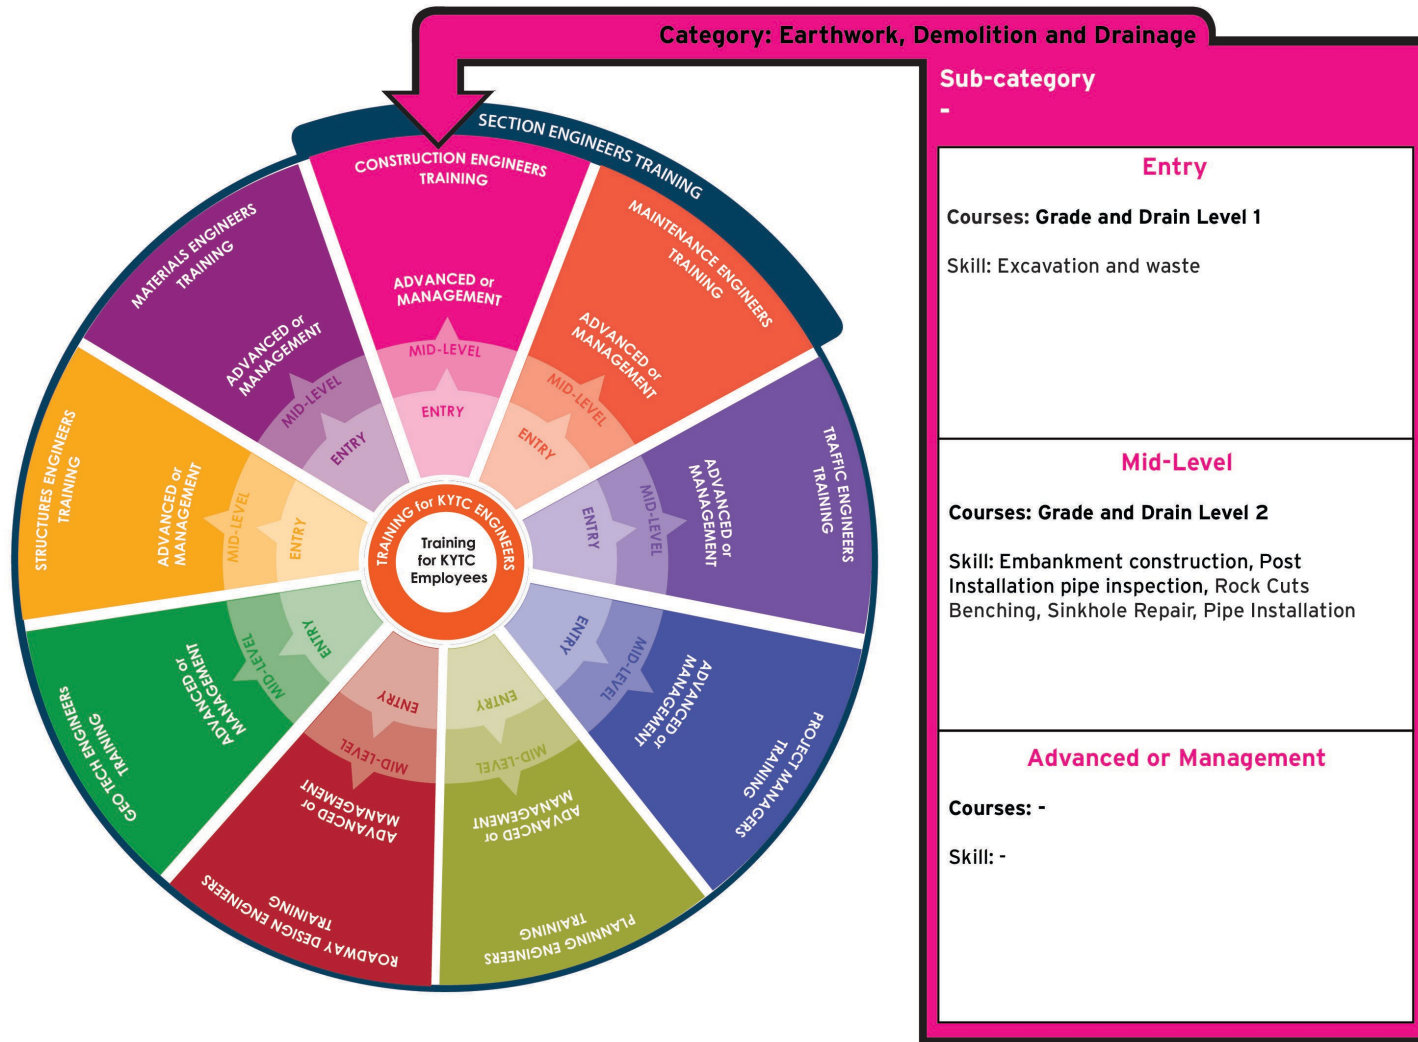 Category: Earthwork, Demolition and Drainage
Sub-category
-
Entry
Courses: Grade and Drain Level 1
Skill: Excavation and waste
Mid-Level
Courses: Grade and Drain Level 2
Skill: Embankment construction, Post
Installation pipe inspection, Rock Cuts
Benching, Sinkhole Repair, Pipe Installation
Advanced or Management
Courses: -
Skill: -
SECTION ENGINEERS TRAINING
CONSTRUCTION ENGINEERS
TRAINING
ADVANCED or
MANAGEMENT
MID-LEVEL
ENTRY
MAINTENANCE ENGINEERS
TRAINING
ADVANCED or
MANAGEMENT
MID-LEVEL
ENTRY
TRAFFIC ENGINEERS
TRAINING
ADVANCED or
MANAGEMENT
MID-LEVEL
ENTRY
PROJECT MANAGERS
TRAINING
ADVANCED or
MANAGEMENT
MID-LEVEL
ENTRY
PLANNING ENGINEERS
TRAINING
ADVANCED or
MANAGEMENT
MID-LEVEL
ENTRY
ROADWAY DESIGN ENGINEERS
TRAINING
ADVANCED or
MANAGEMENT
MID-LEVEL
ENTRY
GEO TECH ENGINEERS
TRAINING
ADVANCED or
MANAGEMENT
MID-LEVEL
ENTRY
STRUCTURES ENGINEERS
TRAINING
ADVANCED or
MANAGEMENT
MID-LEVEL
ENTRY
MATERIALS ENGINEERS
TRAINING
ADVANCED or
MANAGEMENT
MID-LEVEL
ENTRY
TRAINING for KYTC ENGINEERS
Training
for KYTC
Employees